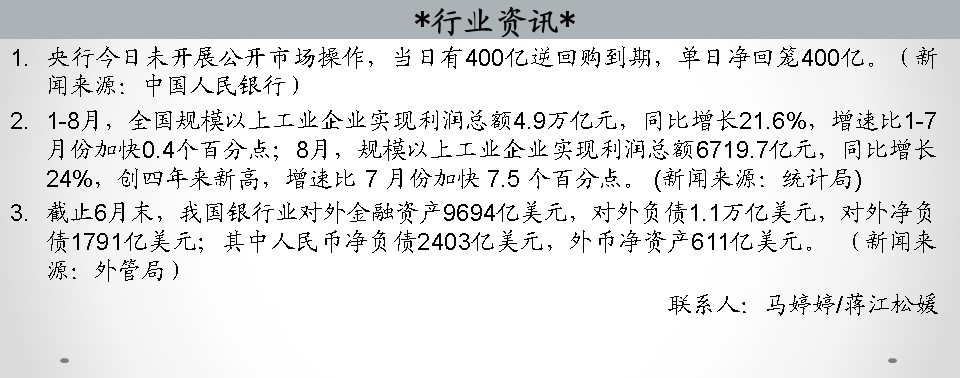 *行业资讯*
1. 央行今日未开展公开市场操作，当日有400亿逆回购到期，单日净回笼400亿。（新
闻来源：中国人民银行）
2. 1-8月，全国规模以上工业企业实现利润总额4.9万亿元，同比增长21.6%，增速比1-7
月份加快0.4个百分点；8月，规模以上工业企业实现利润总额6719.7亿元，同比增长
24%，创四年来新高，增速比 7 月份加快 7.5 个百分点。 (新闻来源：统计局)
3. 截止6月末，我国银行业对外金融资产9694亿美元，对外负债1.1万亿美元，对外净负
债1791亿美元；其中人民币净负债2403亿美元，外币净资产611亿美元。 （新闻来
源：外管局）
联系人：马婷婷/蒋江松媛